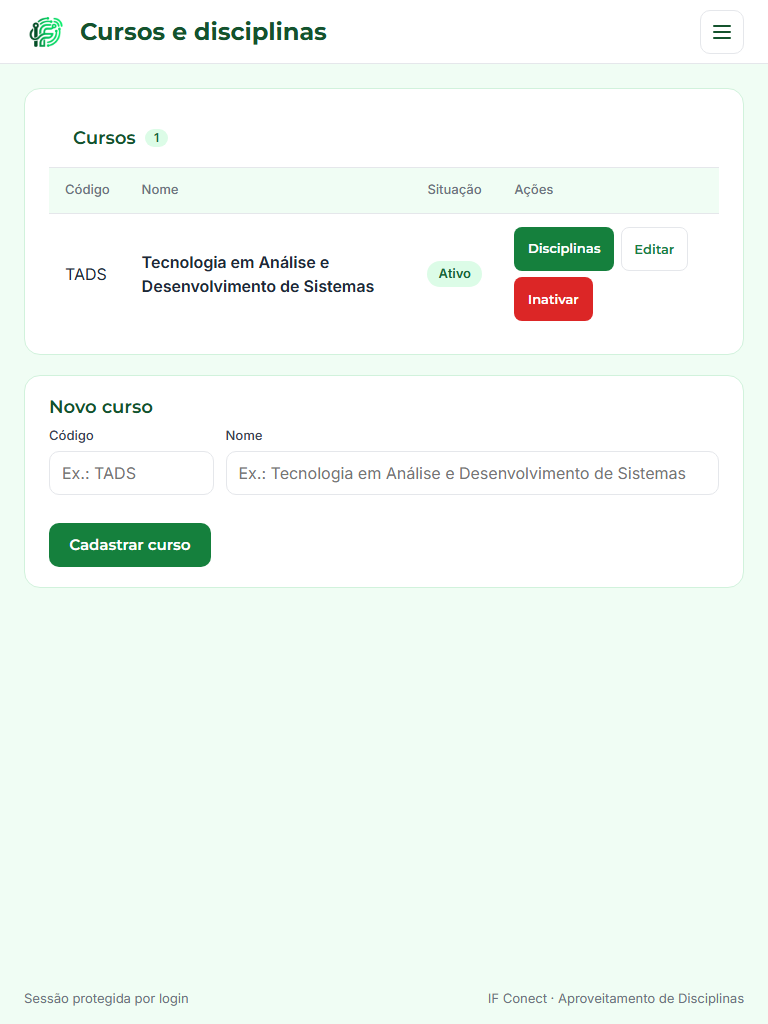 Cursos e disciplinas
Cursos 1
Código Nome Situação Ações
TADS
Tecnologia em Análise e
Desenvolvimento de Sistemas
Ativo
Disciplinas Editar
Inativar
Novo curso
Código Nome
Ex.: TADS Ex.: Tecnologia em Análise e Desenvolvimento de Sistemas
Cadastrar curso
Sessão protegida por login IF Conect · Aproveitamento de Disciplinas